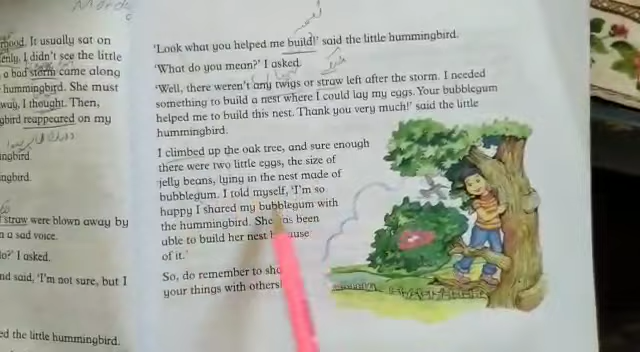 rhood. It usually sat on
enly, I didn't see the little
a bad storm came along
hummingbird. She must
way, I thought. Then,
gbird reappeared on my
ngbird.
ngbird.
straw were blown away by
n a sad voice.
o?' I asked.
nd said, 'I'm not sure, but I
ed the little hummingbird.
'Look what you helped me build!' said the little hummingbird.
'What do you mean?' I asked.
'Well, there weren't any twigs or straw left after the storm. I needed
something to build a nest where I could lay my eggs. Your bubblegum
helped me to build this nest. Thank you very much!' said the little
hummingbird.
I climbed up the oak tree, and sure enough
there were two little eggs, the size of
jelly beans, lying in the nest made of
bubblegum. I told myself, 'I'm so
happy I shared my bubblegum with
the hummingbird. She has been
able to build her nest because
of it.'
So, do remember to
your things with others